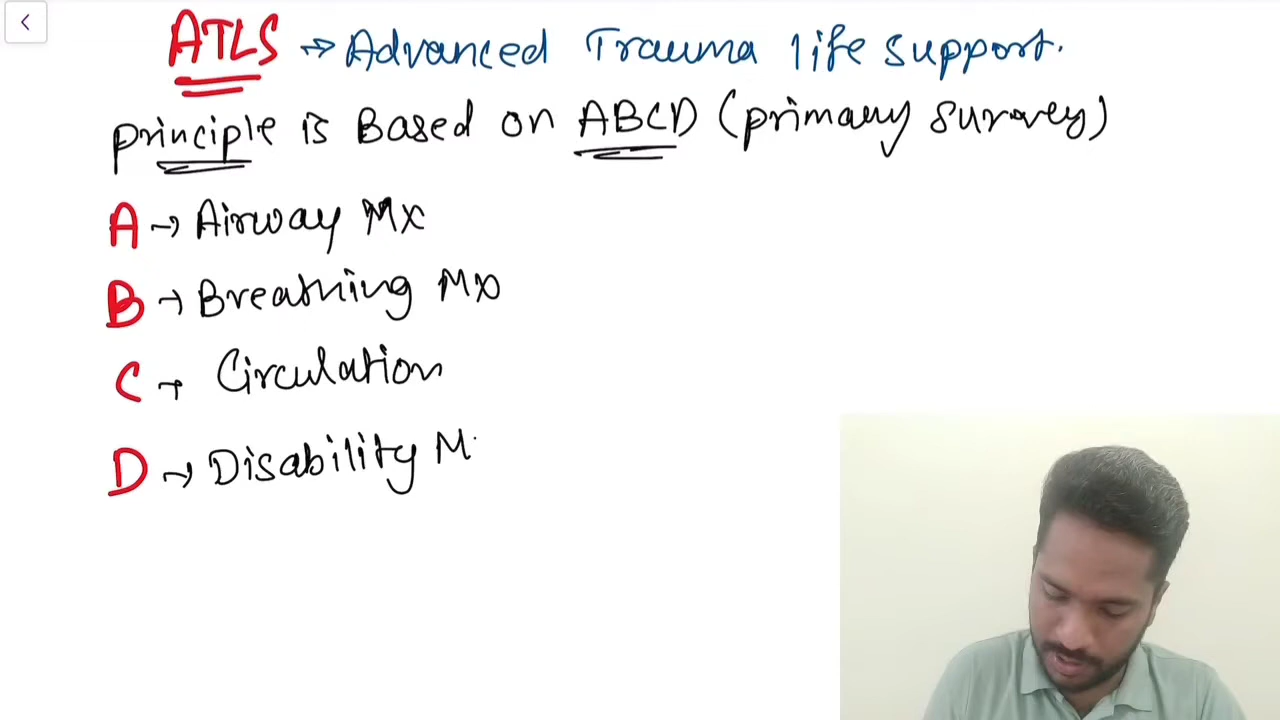 ATLS → Advanced Trauma life support.
principle is Based on ABCD (primary survey)
A → Airway Mx
B → Breathing Mx
C → Circulation
D → Disability M